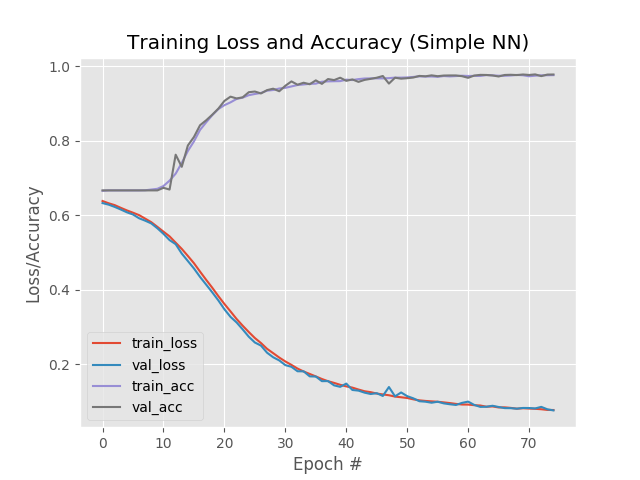 Training Loss and Accuracy (Simple NN)
1.0
0.8
0.6
0.4
0.2
Loss/Accuracy
train_loss
val_loss
train_acc
val_acc
0 10 20 30 40 50 60 70
Epoch #